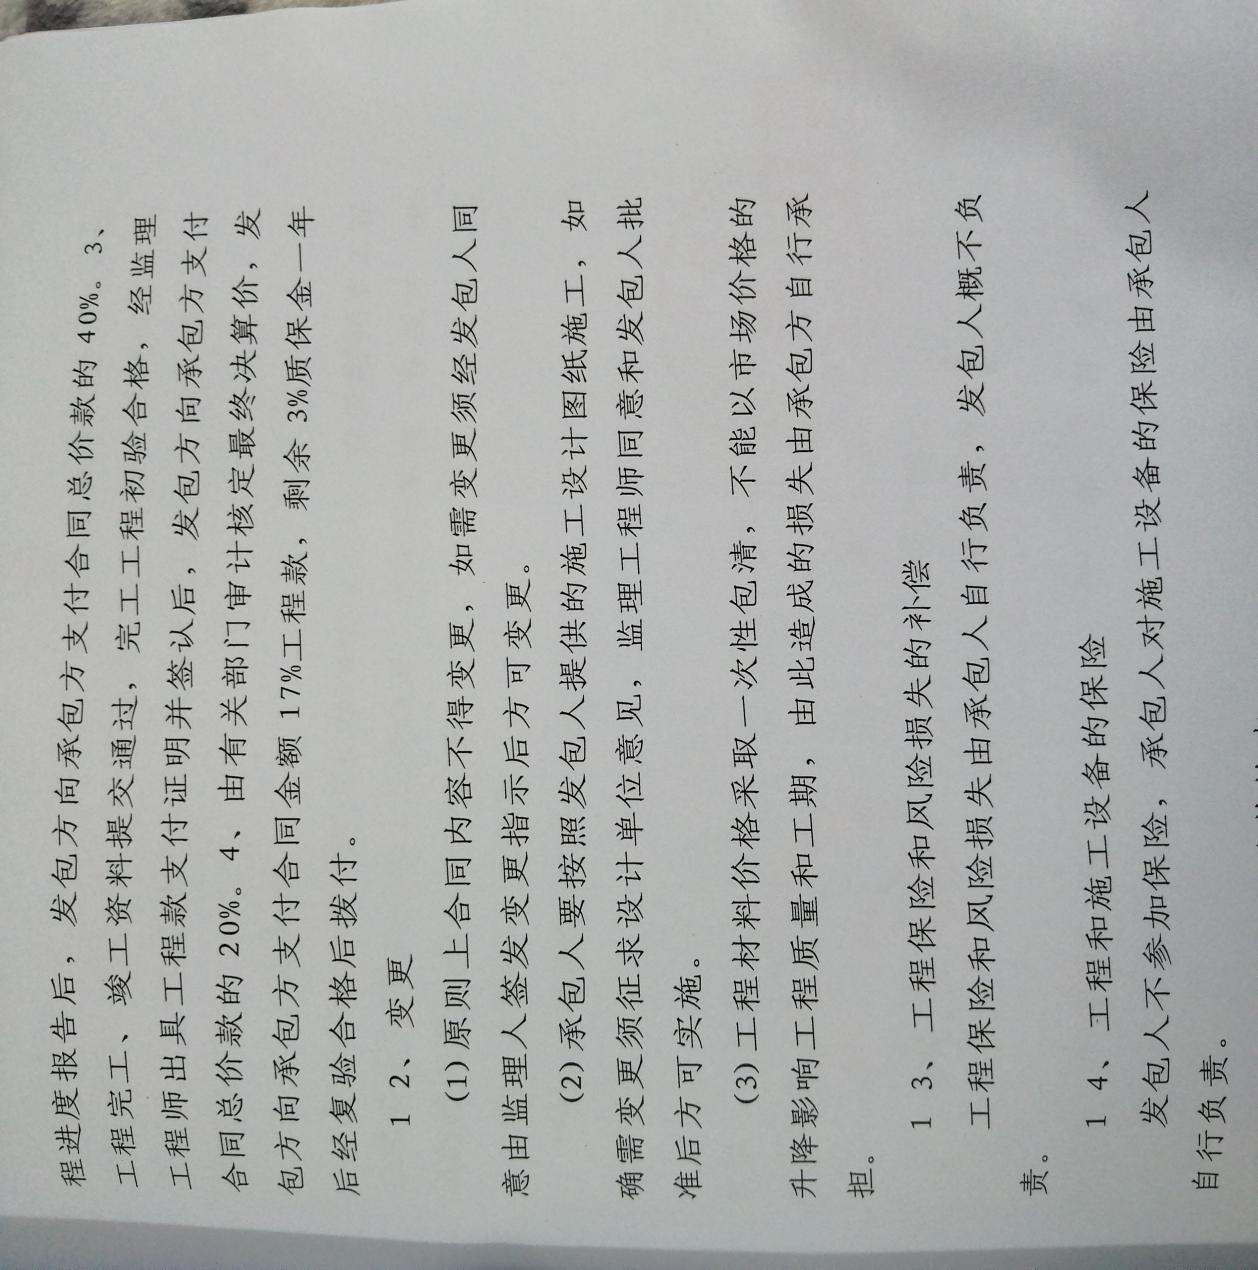 程进度报告后，发包方向承包方支付合同总价款的 40%。3、
工程完工、竣工资料提交通过，完工工程初验合格，经监理
工程师出具工程款支付证明并签认后，发包方向承包方支付
合同总价款的 20%。4、由有关部门审计核定最终决算价，发
包方向承包方支付合同金额 17%工程款，剩余 3%质保金一年
后经复验合格后拨付。
12、变更
(1)原则上合同内容不得变更，如需变更须经发包人同
意由监理人签发变更指示后方可变更。
(2)承包人要按照发包人提供的施工设计图纸施工，如
确需变更须征求设计单位意见，监理工程师同意和发包人批
准后方可实施。
(3)工程材料价格采取一次性包清，不能以市场价格的
升降影响工程质量和工期，由此造成的损失由承包方自行承
担。
13、工程保险和风险损失的补偿
工程保险和风险损失由承包人自行负责，发包人概不负
责。
14、工程和施工设备的保险
发包人不参加保险，承包人对施工设备的保险由承包人
自行负责。